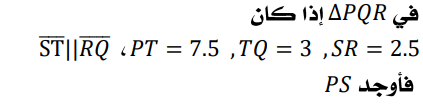 في ΔPQR إذا كان
ST||RQ ، PT = 7.5 , TQ = 3 , SR = 2.5
فأوجد PS